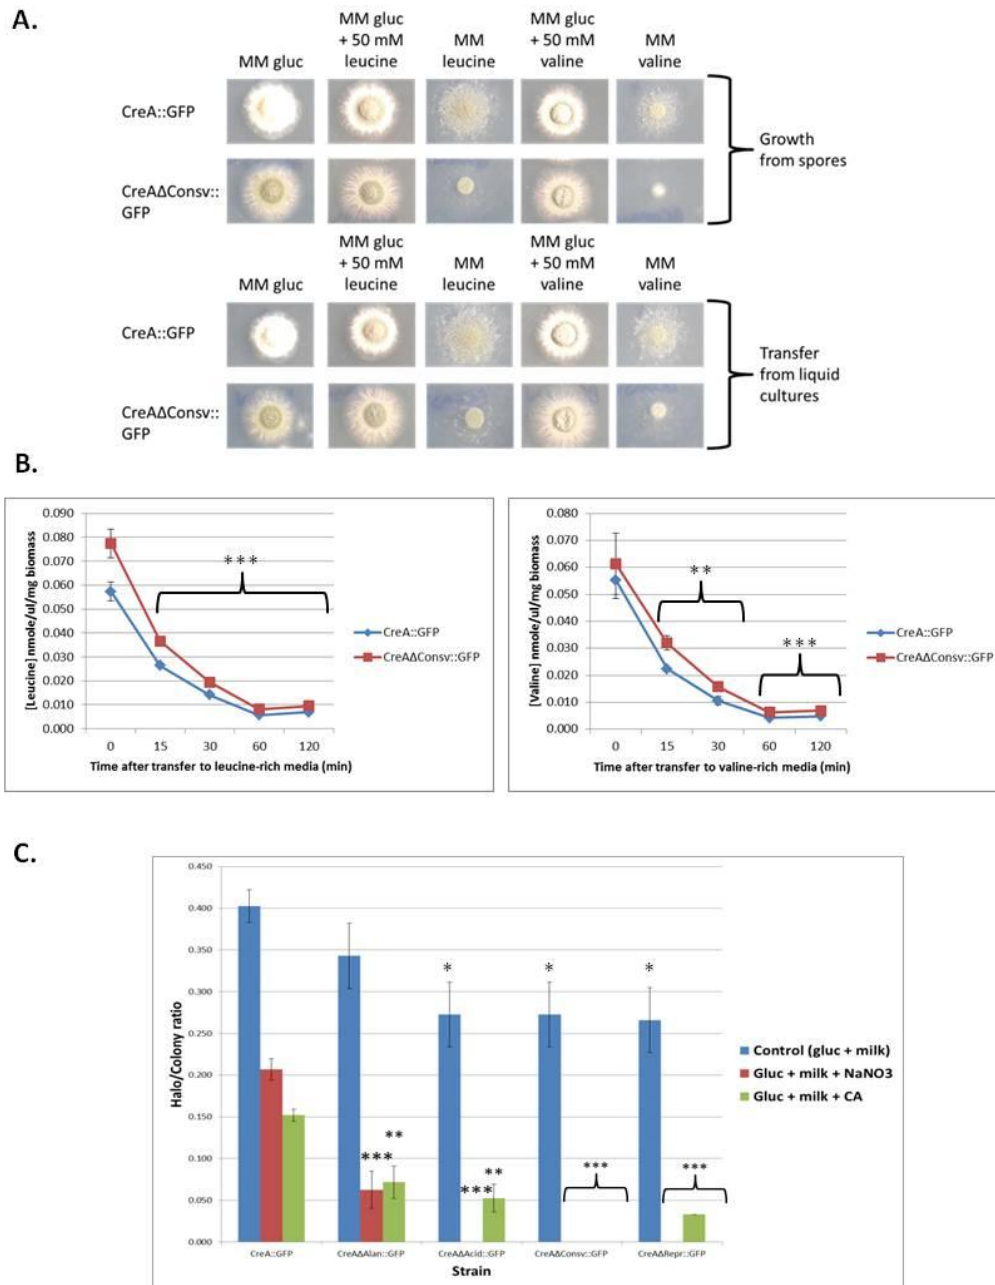 A.
MM gluc
MM gluc
+ 50 mM
leucine
MM
leucine
MM gluc
+ 50 mM
valine
MM
valine
CreA::GFP
CreAΔConsv::
GFP
Growth
from spores
MM gluc
MM gluc
+ 50 mM
leucine
MM
leucine
MM gluc
+ 50 mM
valine
MM
valine
CreA::GFP
CreAΔConsv::
GFP
Transfer
from liquid
cultures
B.
[Leucine] nmole/ul/mg biomass
0.090
0.080
0.070
0.060
0.050
0.040
0.030
0.020
0.010
0.000
***
0 15 30 60 120
Time after transfer to leucine-rich media (min)
CreA::GFP
CreAΔConsv::GFP
[Valine] nmole/ul/mg biomass
0.080
0.070
0.060
0.050
0.040
0.030
0.020
0.010
0.000
**
***
0 15 30 60 120
Time after transfer to valine-rich media (min)
CreA::GFP
CreAΔConsv::GFP
C.
Halo/Colony ratio
0.450
0.400
0.350
0.300
0.250
0.200
0.150
0.100
0.050
0.000
* * *
*** ** *** ** *** ***
CreA::GFP CreAΔAlan::GFP CreAΔAcid::GFP CreAΔConsv::GFP CreAΔRepr::GFP
Strain
Control (gluc + milk)
Gluc + milk + NaNO3
Gluc + milk + CA